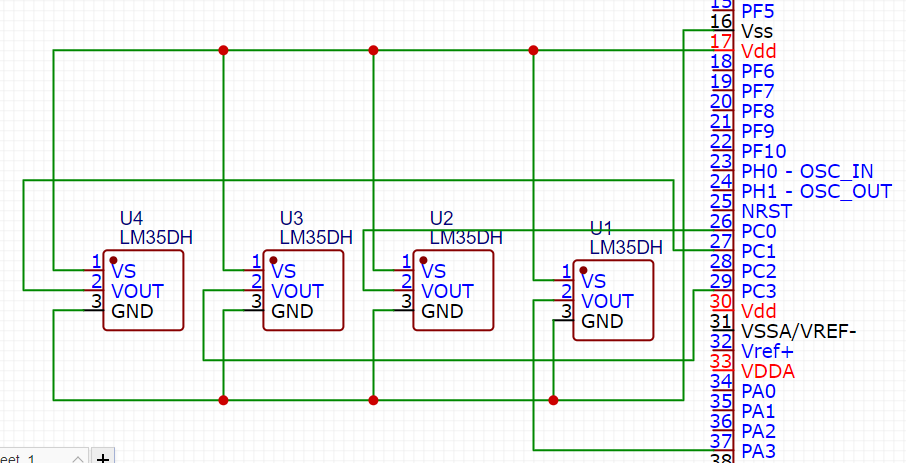 15
PF5
16
Vss
17
Vdd
18
PF6
19
PF7
20
PF8
21
PF9
22
PF10
23
PH0 - OSC_IN
24
PH1 - OSC_OUT
25
NRST
26
PC0
27
PC1
28
PC2
29
PC3
30
Vdd
31
VSSA/VREF-
32
Vref+
33
VDDA
34
PA0
35
PA1
36
PA2
37
PA3
38
U4
LM35DH
1 VS
2 VOUT
3 GND
U3
LM35DH
1 VS
2 VOUT
3 GND
U2
LM35DH
1 VS
2 VOUT
3 GND
U1
LM35DH
1 VS
2 VOUT
3 GND
eet_1